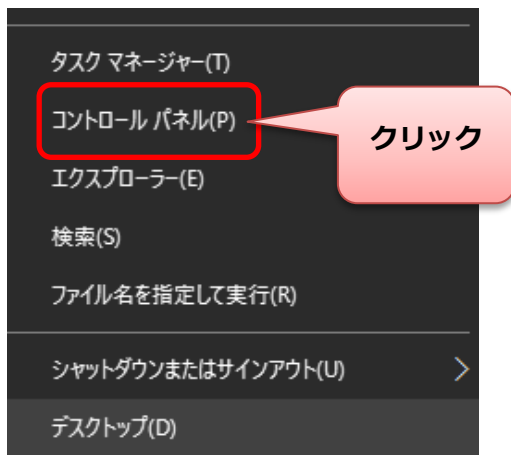 タスク マネージャー(T)
コントロール パネル(P)
クリック
エクスプローラー(E)
検索(S)
ファイル名を指定して実行(R)
シャットダウンまたはサインアウト(U)
デスクトップ(D)